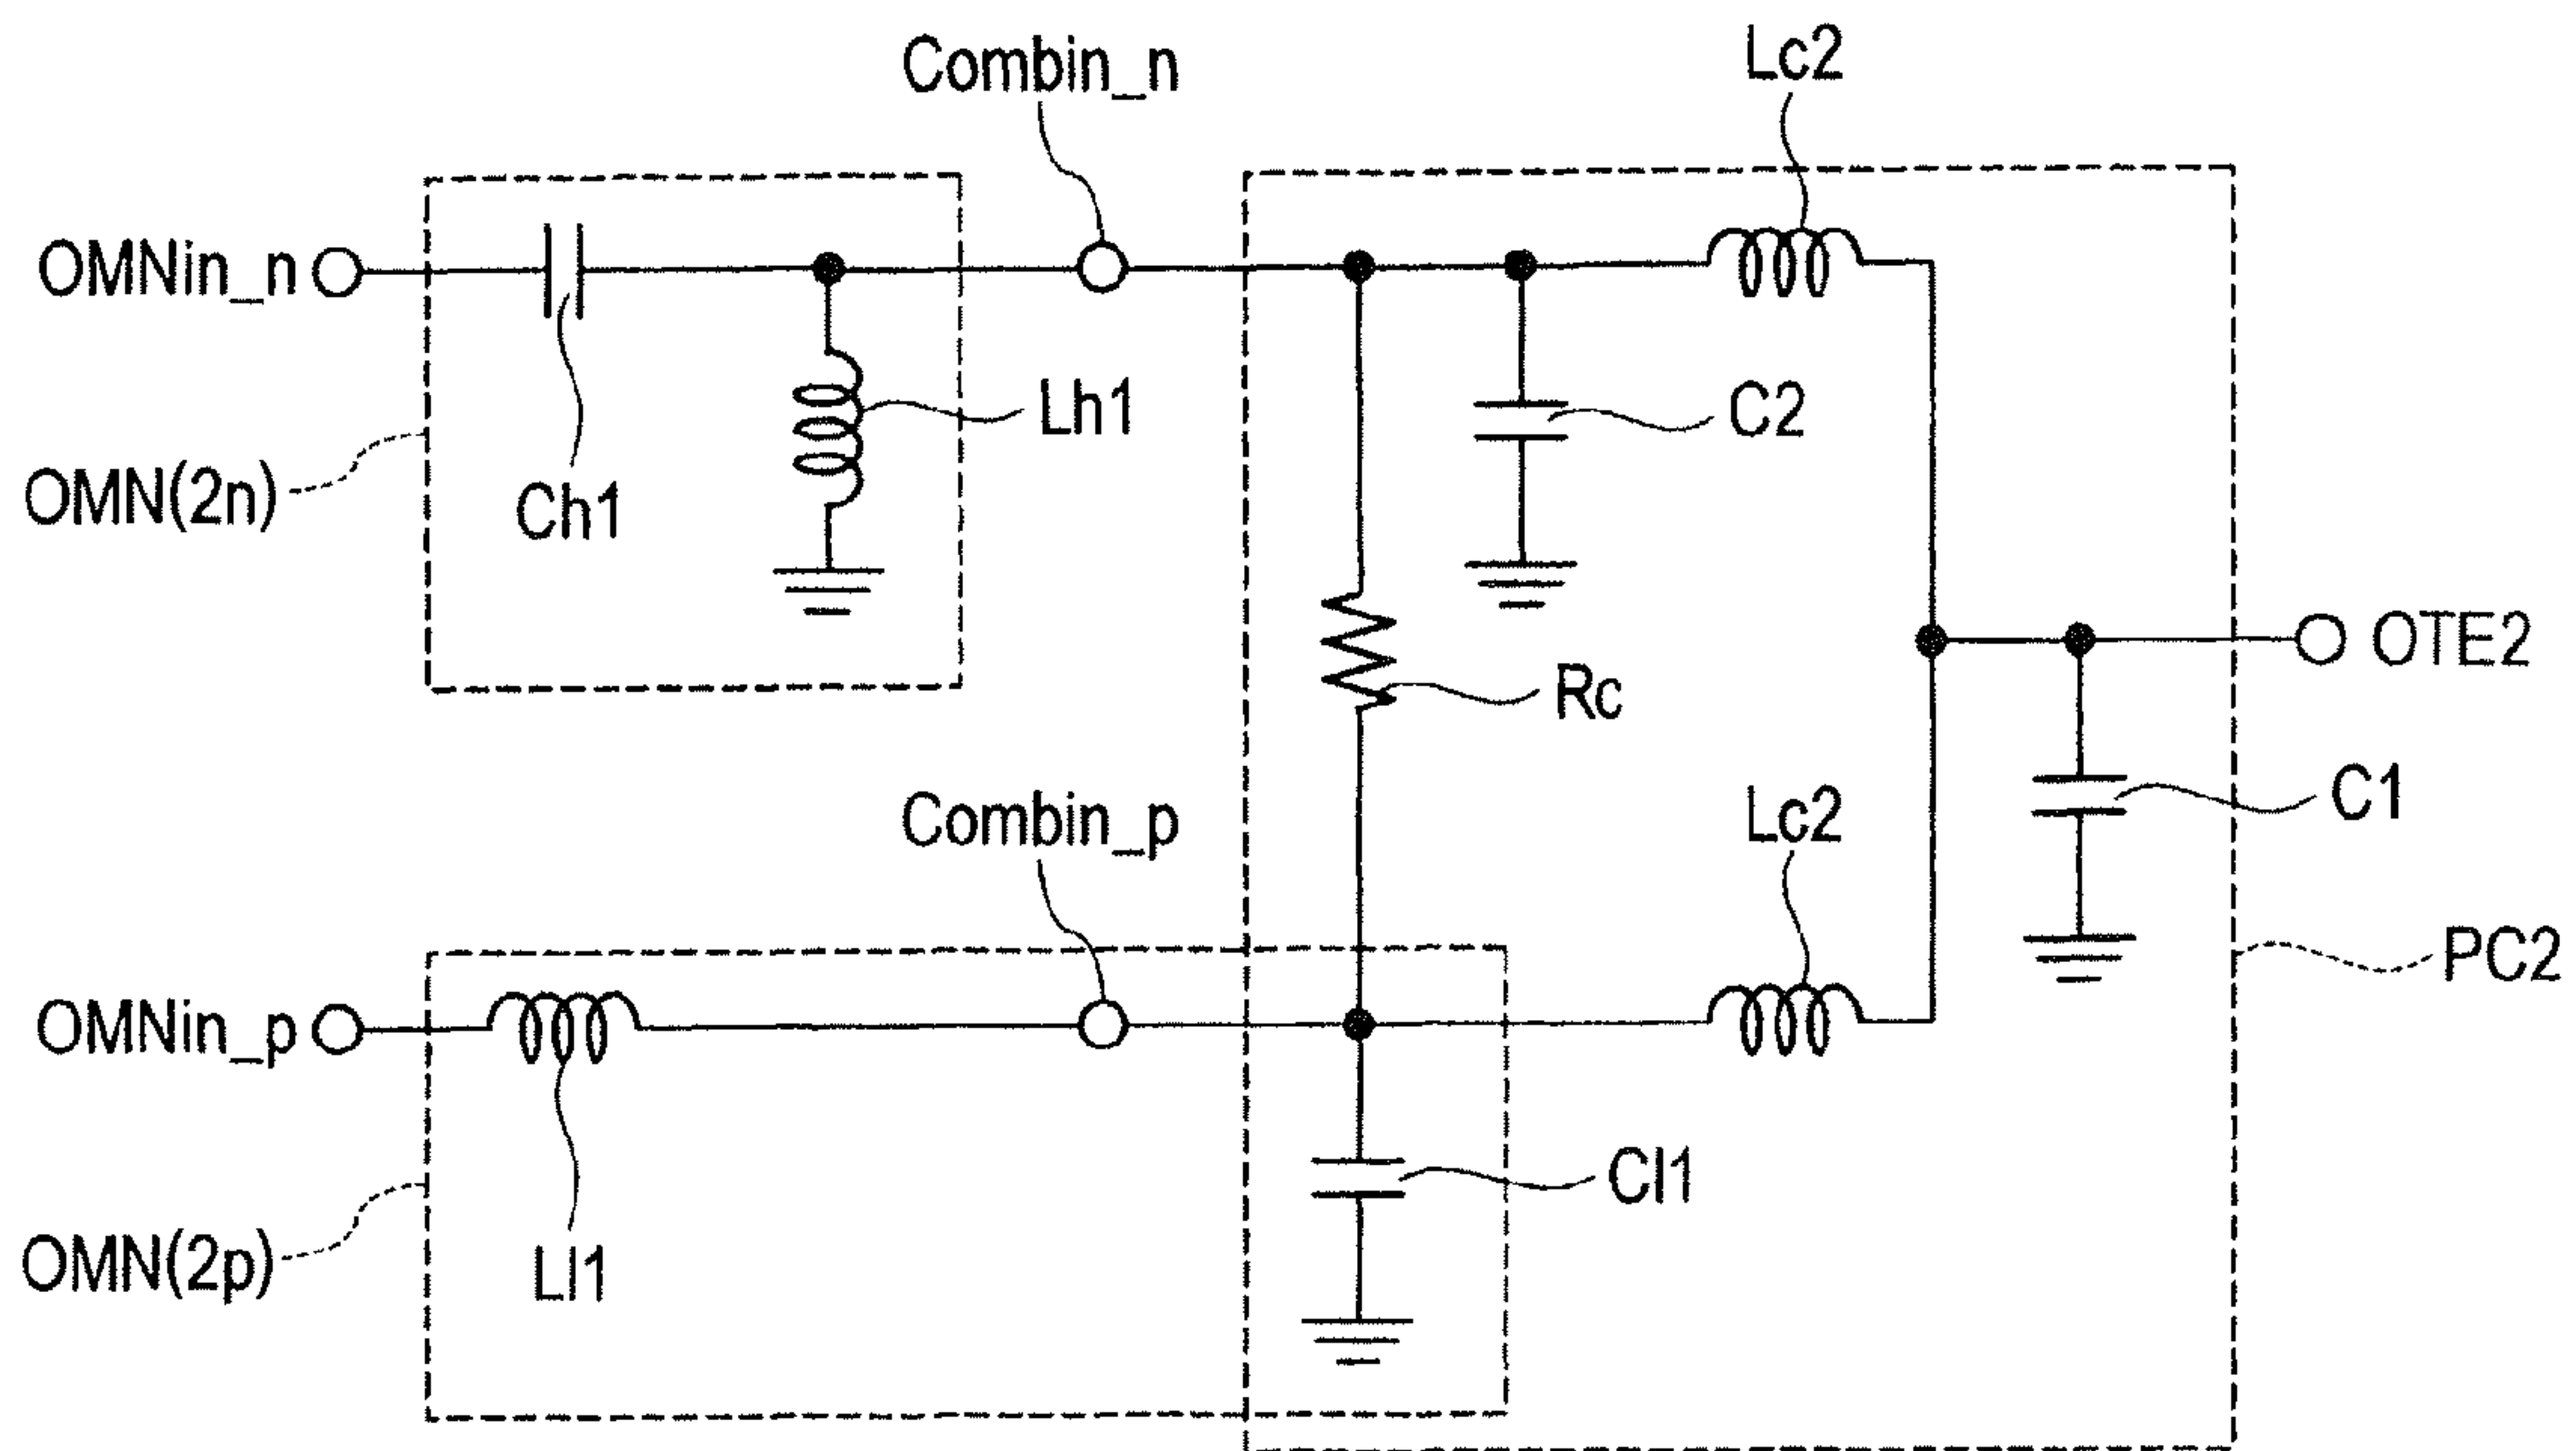 Combin_n
Lc2
OMNin_n
Lh1
C2
OMN(2n)
Ch1
OTE2
Rc
Combin_p
Lc2
C1
PC2
OMNin_p
Cl1
OMN(2p)
Ll1